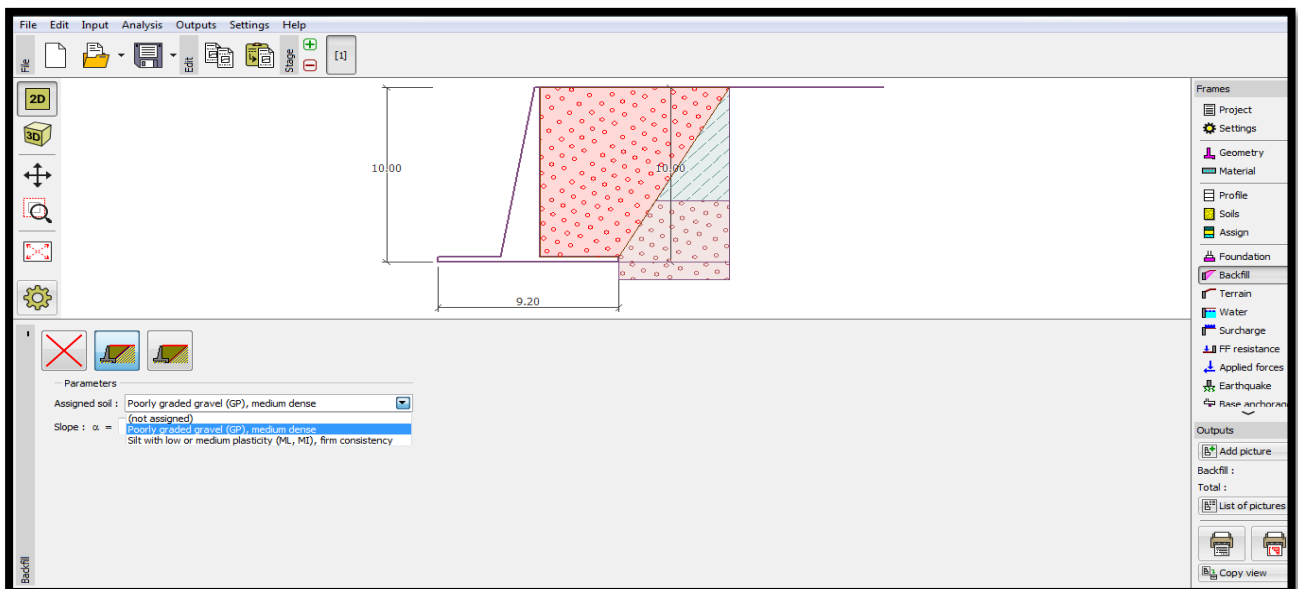 File Edit Input Analysis Outputs Settings Help
File
Edit
Stage
[1]
2D
3D
10.00
10.00
9.20
Frames
Project
Settings
Geometry
Material
Profile
Soils
Assign
Foundation
Backfill
Terrain
Water
Surcharge
FF resistance
Applied forces
Earthquake
Base anchorag
Outputs
Add picture
Backfill :
Total :
List of pictures
Copy view
Parameters
Assigned soil : Poorly graded gravel (GP), medium dense
(not assigned)
Poorly graded gravel (GP), medium dense
Silt with low or medium plasticity (ML, MI), firm consistency
Slope : α =
Backfill